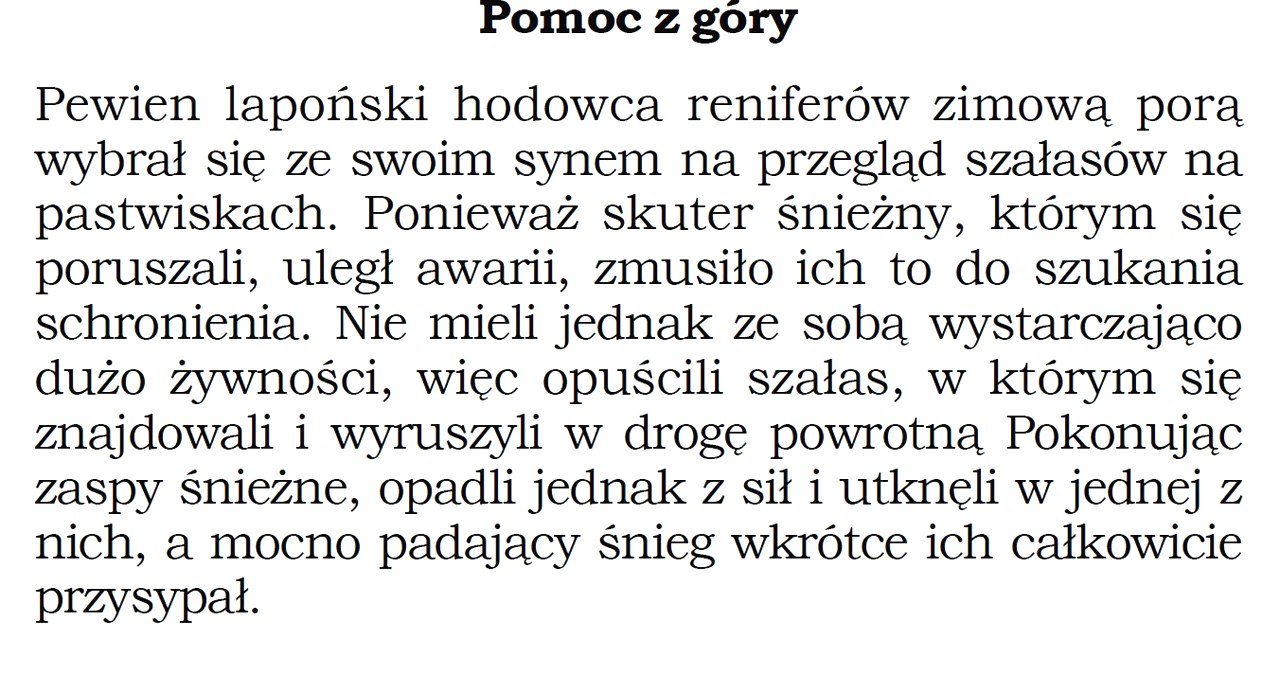 Pomoc z góry
Pewien lapoński hodowca reniferów zimową porą
wybrał się ze swoim synem na przegląd szałasów na
pastwiskach. Ponieważ skuter śnieżny, którym się
poruszali, uległ awarii, zmusiło ich to do szukania
schronienia. Nie mieli jednak ze sobą wystarczająco
dużo żywności, więc opuścili szałas, w którym się
znajdowali i wyruszyli w drogę powrotną Pokonując
zaspy śnieżne, opadli jednak z sił i utknęli w jednej z
nich, a mocno padający śnieg wkrótce ich całkowicie
przysypał.